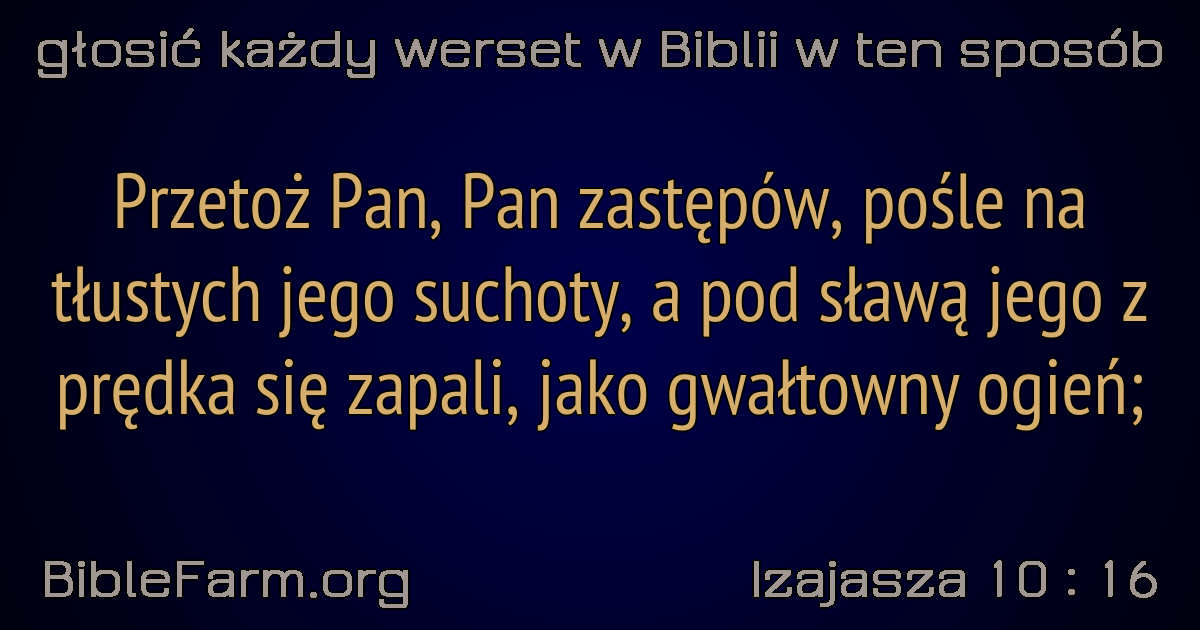 głosić każdy werset w Biblii w ten sposób
Przetoż Pan, Pan zastępów, pośle na
tłustych jego suchoty, a pod sławą jego z
prędka się zapali, jako gwałtowny ogień;
BibleFarm.org
Izajasza 10 : 16